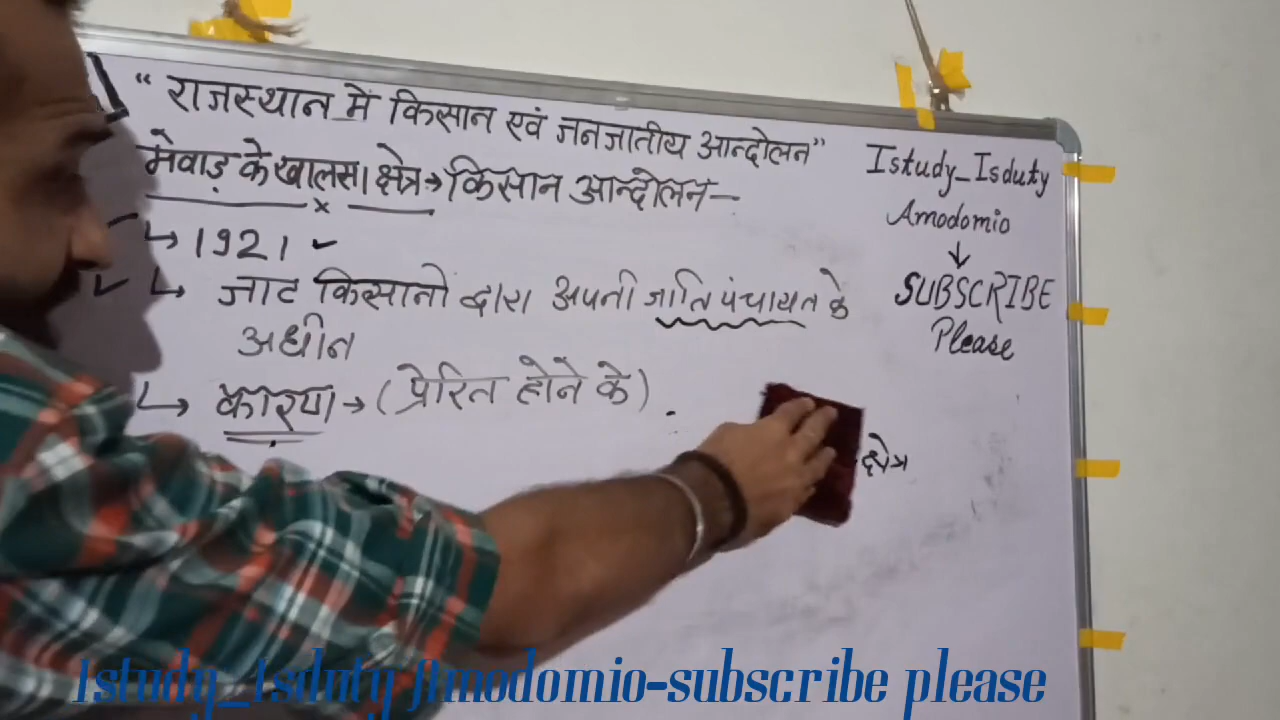 “राजस्थान में किसान एवं जनजातीय आन्दोलन”
मेवाड़ के खालसा क्षेत्र → किसान आन्दोलन –
↳ 1921 ✓
✓ ↳ जाट किसानो द्वारा अपनी जाति पंचायत के
अधीन
↳ कारण → (प्रेरित होने के) .
क्षेत्र
Istudy_Isduty
Amodomio
↓
SUBSCRIBE
Please
Istudy_Isduty Amodomio-subscribe please